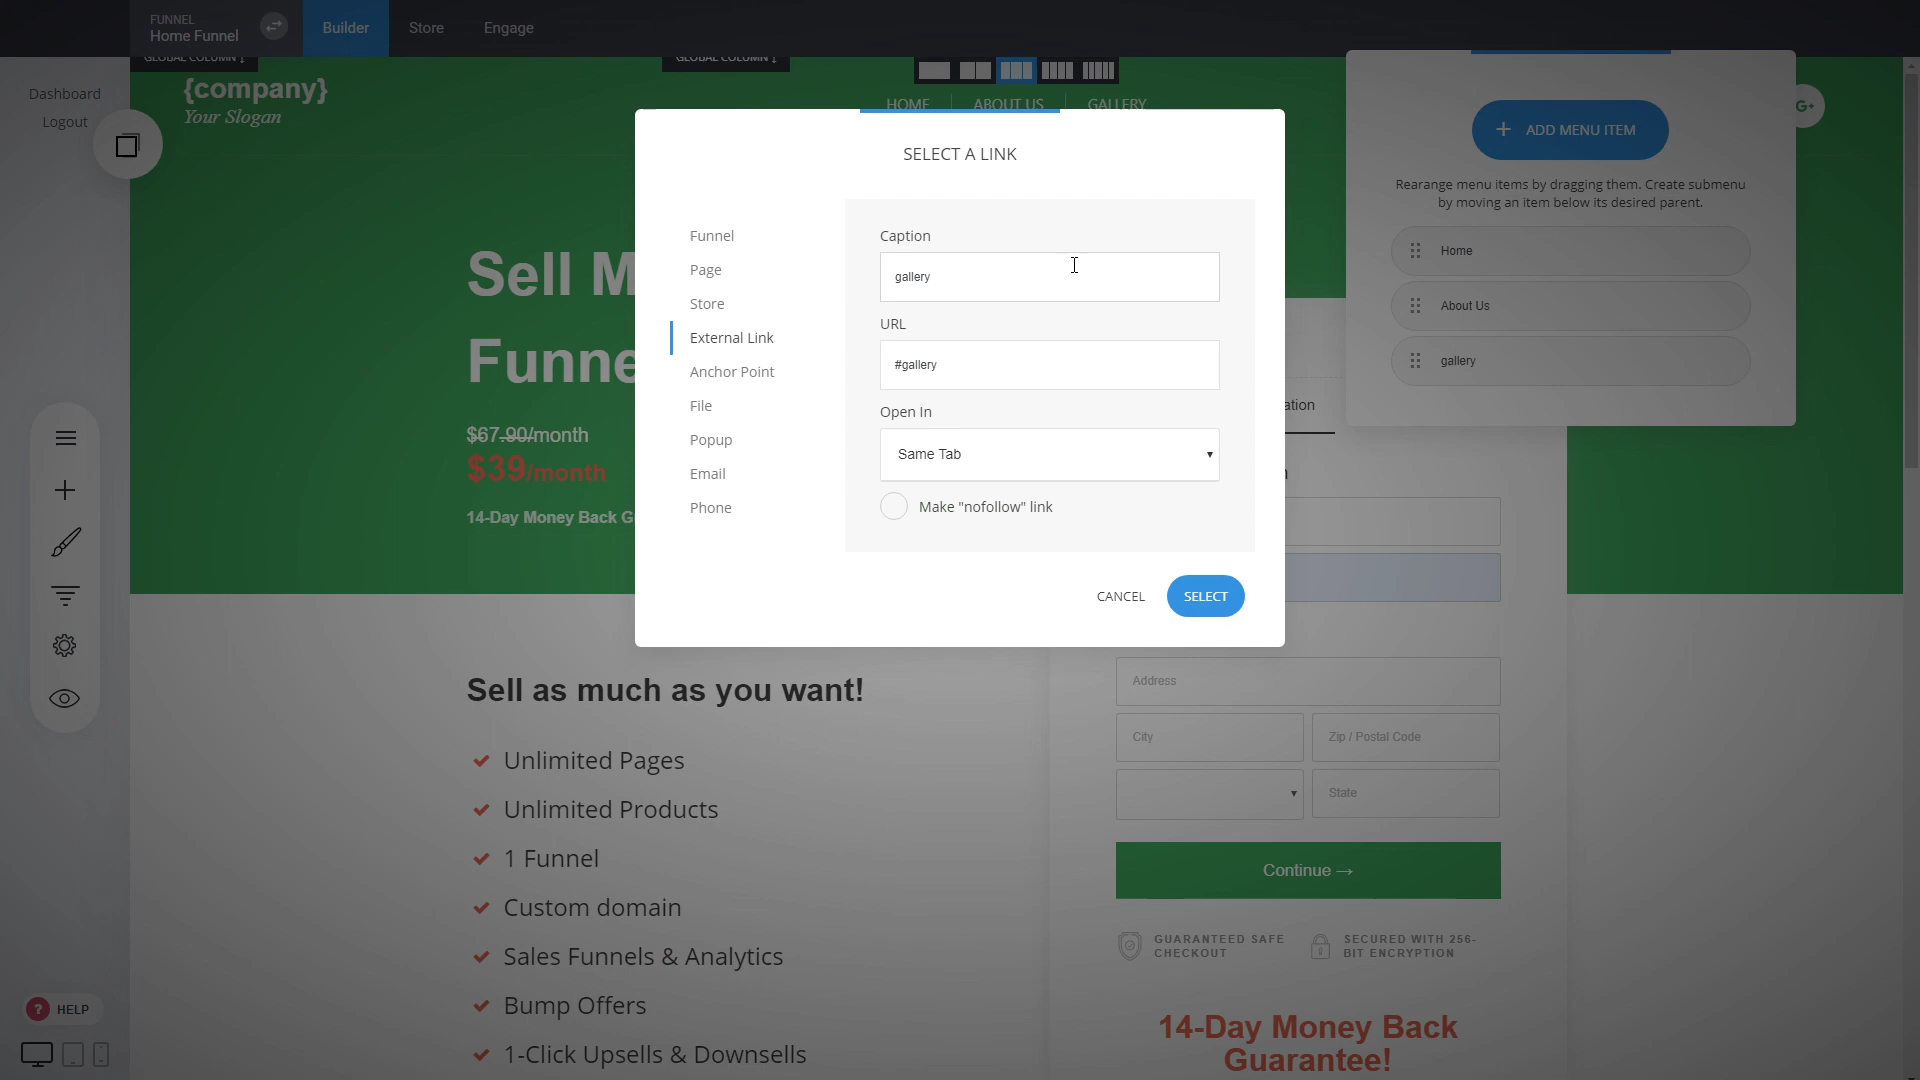 FUNNEL
Home Funnel
Builder
Store
Engage
GLOBAL COLUMN
GLOBAL COLUMN
Dashboard
Logout
{company}
Your Slogan
HOME
ABOUT US
GALLERY
G+
+ ADD MENU ITEM
Rearange menu items by dragging them. Create submenu
by moving an item below its desired parent.
Home
About Us
gallery
SELECT A LINK
Funnel
Page
Store
External Link
Anchor Point
File
Popup
Email
Phone
Caption
gallery
URL
#gallery
Open In
Same Tab
Make "nofollow" link
CANCEL
SELECT
Sell M
Funne
$67.90/month
$39/month
14-Day Money Back G
ation
Sell as much as you want!
Unlimited Pages
Unlimited Products
1 Funnel
Custom domain
Sales Funnels & Analytics
Bump Offers
1-Click Upsells & Downsells
Address
City
Zip / Postal Code
State
Continue →
GUARANTEED SAFE
CHECKOUT
SECURED WITH 256-
BIT ENCRYPTION
14-Day Money Back
Guarantee!
? HELP